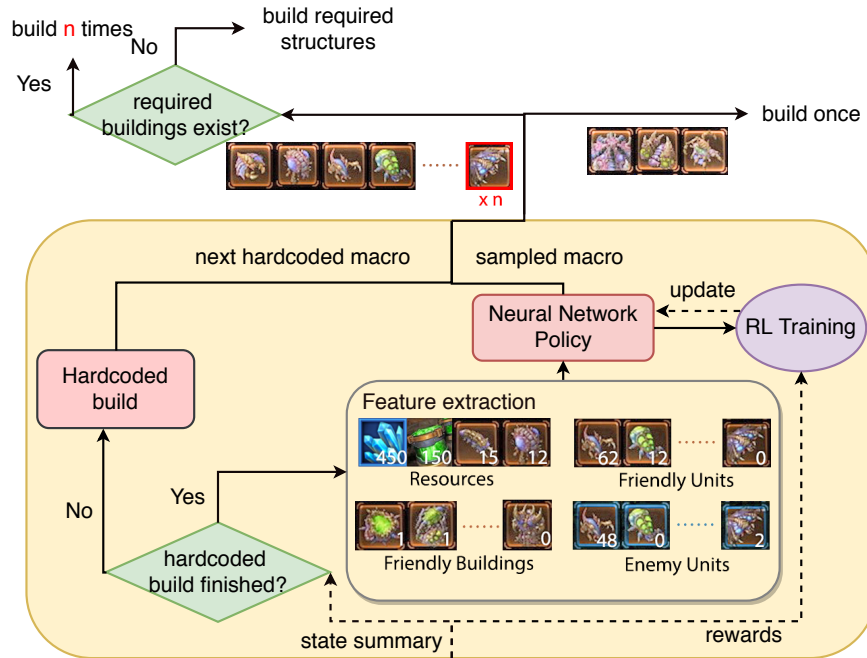 build n times
No
build required
structures
Yes
required
buildings exist?
build once
x n
next hardcoded macro
sampled macro
update
Neural Network
Policy
RL Training
Hardcoded
build
Feature extraction
450
150
15
12
62
12
0
Resources
Friendly Units
No
Yes
1
1
0
48
0
2
Friendly Buildings
Enemy Units
hardcoded
build finished?
state summary
rewards